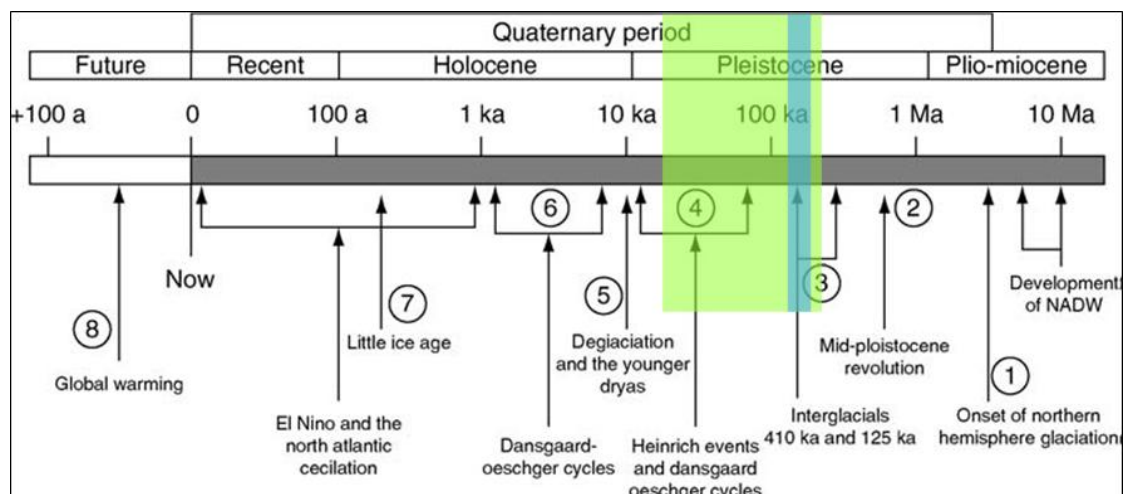 Quaternary period
Future Recent Holocene Pleistocene Plio-miocene
+100 a 0 100 a 1 ka 10 ka 100 ka 1 Ma 10 Ma
6 4 2
Now
3
Development
of NADW
5
7
8
Little ice age
Degiaciation
and the younger
dryas
Mid-ploistocene
revolution
1
Global warming
El Nino and the
north atlantic
cecilation
Dansgaard-
oeschger cycles
Heinrich events
and dansgaard
oeschger cycles
Interglacials
410 ka and 125 ka
Onset of northern
hemisphere glaciation